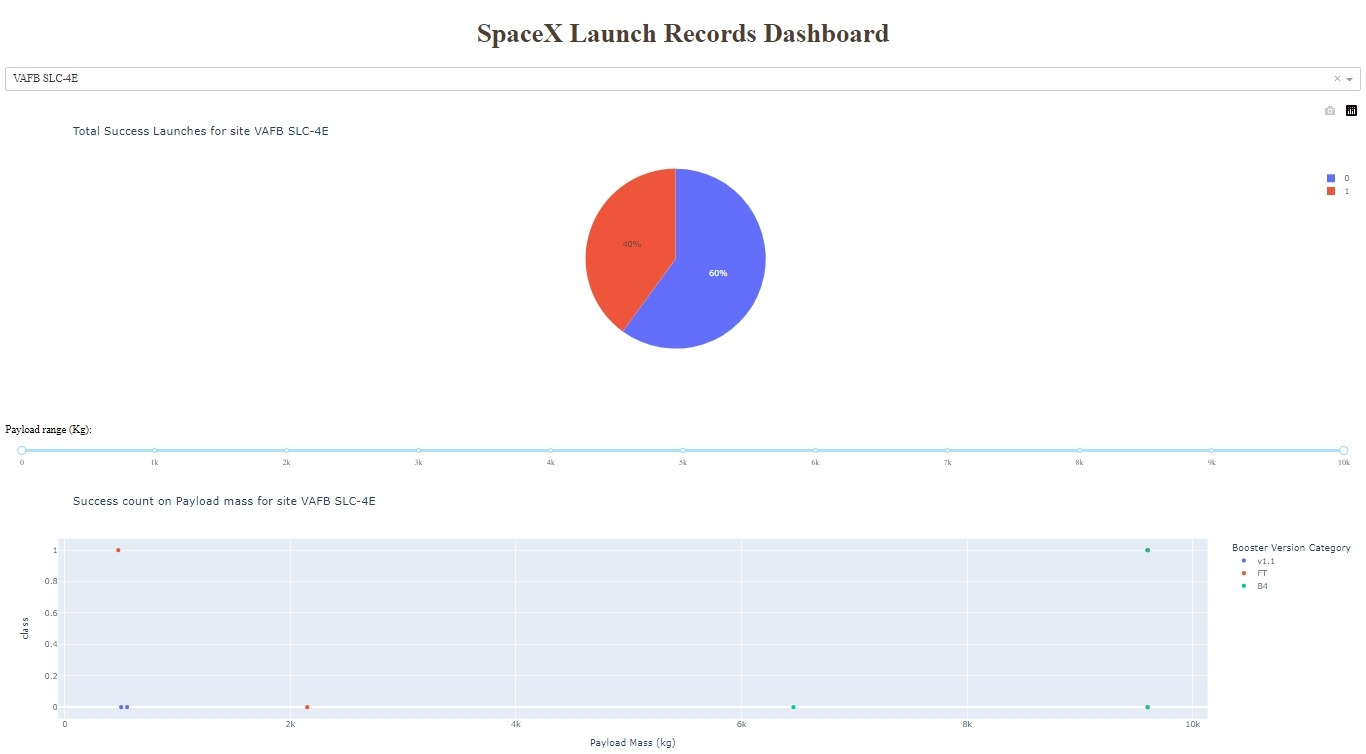 SpaceX Launch Records Dashboard
VAFB SLC-4E
Total Success Launches for site VAFB SLC-4E
0
1
40%
60%
Payload range (Kg):
0 1k 2k 3k 4k 5k 6k 7k 8k 9k 10k
Success count on Payload mass for site VAFB SLC-4E
Booster Version Category
v1.1
FT
B4
1
0.8
0.6
0.4
0.2
0
class
0 2k 4k 6k 8k 10k
Payload Mass (kg)